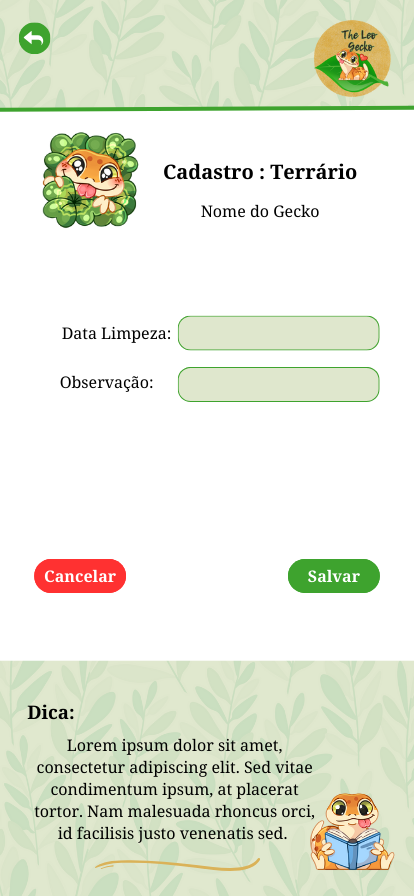 The Leo
Gecko
Cadastro : Terrário
Nome do Gecko
Data Limpeza:
Observação:
Cancelar
Salvar
Dica:
Lorem ipsum dolor sit amet,
consectetur adipiscing elit. Sed vitae
condimentum ipsum, at placerat
tortor. Nam malesuada rhoncus orci,
id facilisis justo venenatis sed.